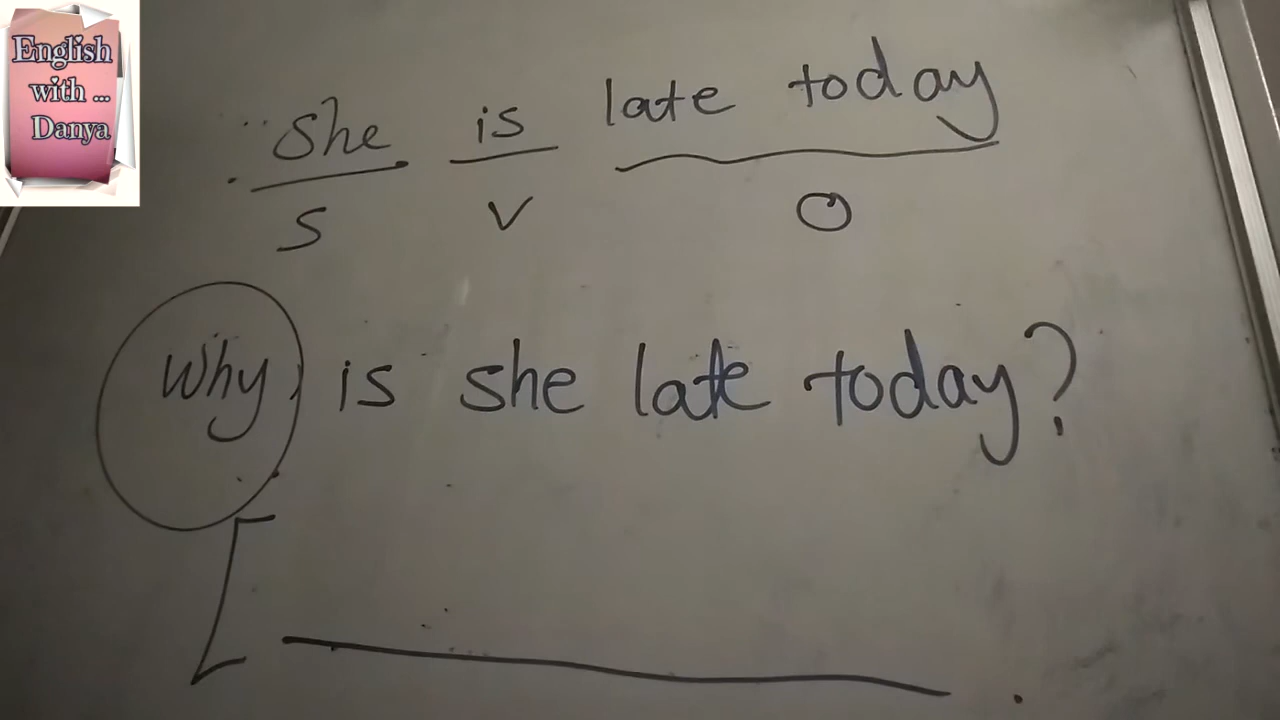 English
with ...
Danya
She is late today
S V O
Why is she late today?